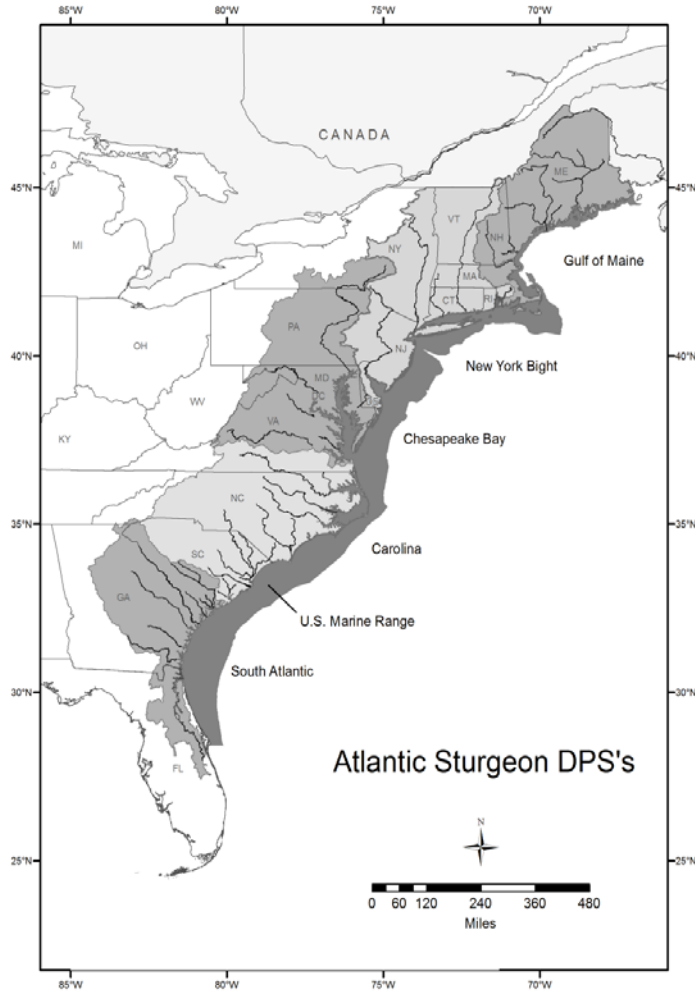 85°W 80°W 75°W 70°W
CANADA
45°N 45°N
ME
VT
NH
MI
NY
Gulf of Maine
MA
CT RI
PA
40°N 40°N
OH
NJ
New York Bight
MD
WV
DC
VA
KY
Chesapeake Bay
NC
35°N 35°N
Carolina
SC
GA
U.S. Marine Range
South Atlantic
30°N 30°N
Atlantic Sturgeon DPS's
FL
N
25°N 25°N
0 60 120 240 360 480
Miles
85°W 80°W 75°W 70°W